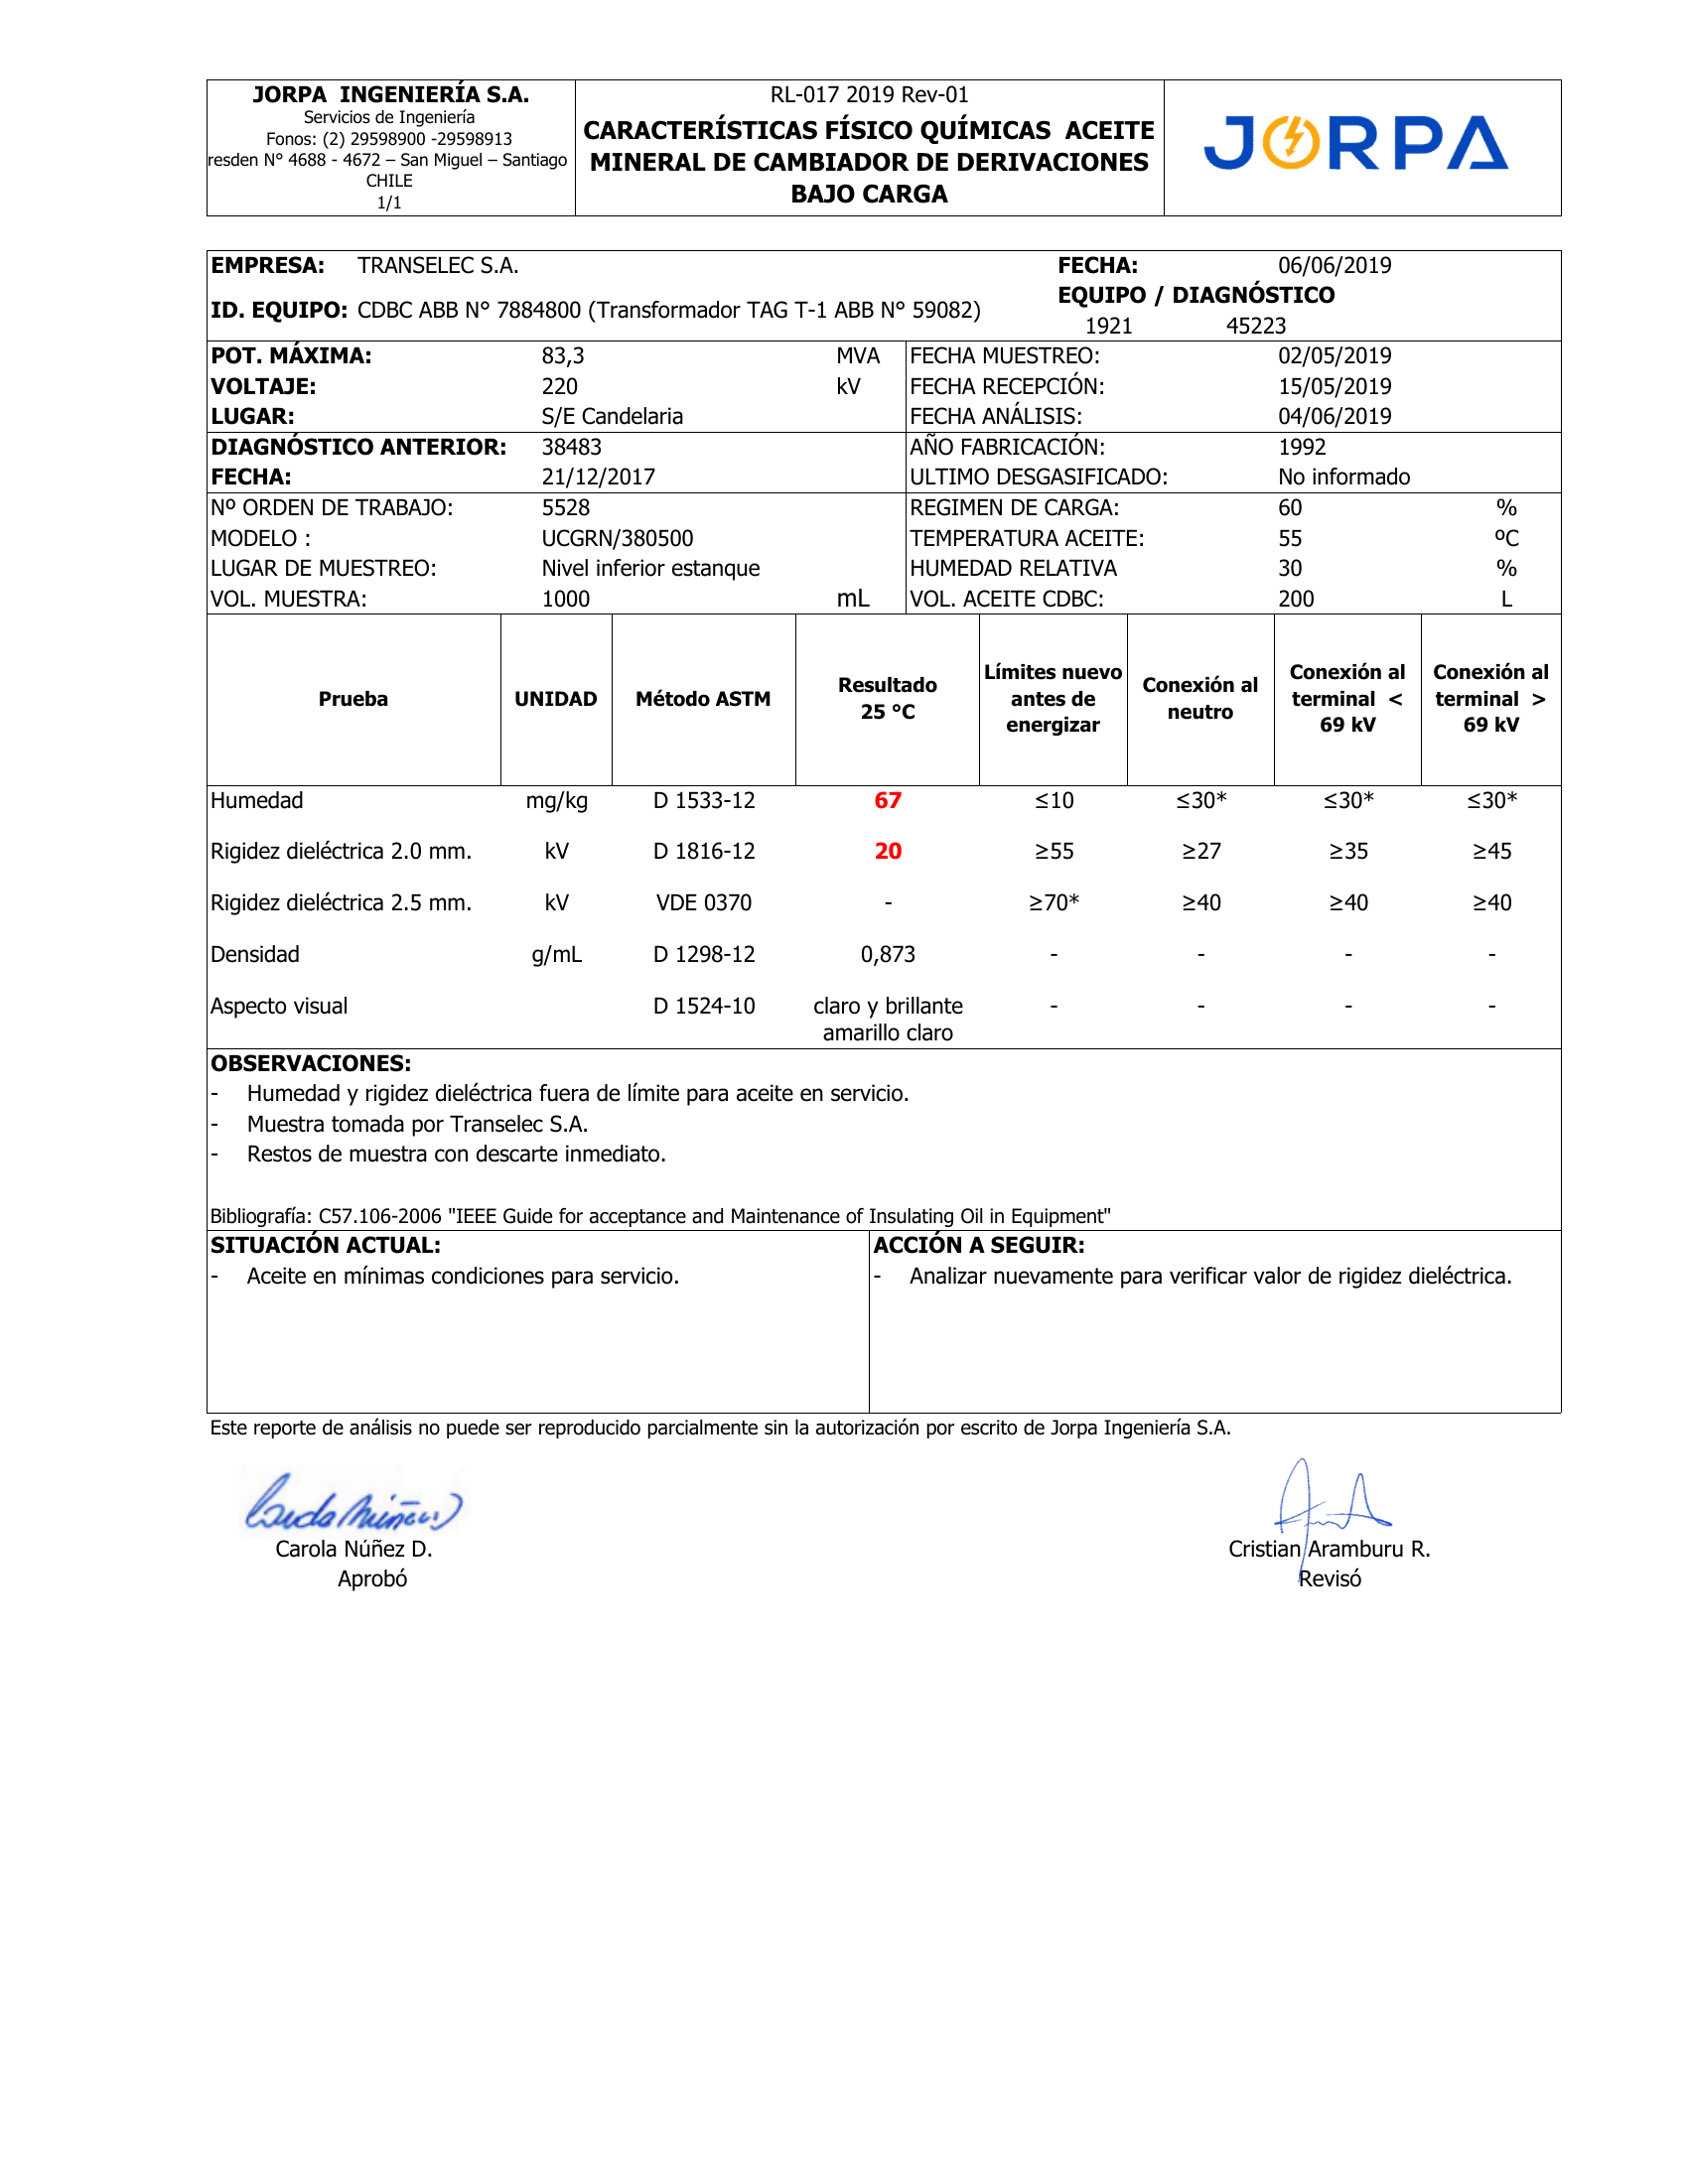 JORPA  INGENIERÍA S.A.
Servicios de Ingeniería
Fonos: (2) 29598900 -29598913
resden N° 4688 - 4672 – San Miguel – Santiago
CHILE
1/1
RL-017 2019 Rev-01
CARACTERÍSTICAS FÍSICO QUÍMICAS  ACEITE
MINERAL DE CAMBIADOR DE DERIVACIONES
BAJO CARGA
JORPA
EMPRESA: TRANSELEC S.A. FECHA: 06/06/2019
ID. EQUIPO: CDBC ABB N° 7884800 (Transformador TAG T-1 ABB N° 59082) EQUIPO / DIAGNÓSTICO
1921 45223
POT. MÁXIMA: 83,3 MVA FECHA MUESTREO: 02/05/2019
VOLTAJE: 220 kV FECHA RECEPCIÓN: 15/05/2019
LUGAR: S/E Candelaria FECHA ANÁLISIS: 04/06/2019
DIAGNÓSTICO ANTERIOR: 38483 AÑO FABRICACIÓN: 1992
FECHA: 21/12/2017 ULTIMO DESGASIFICADO: No informado
Nº ORDEN DE TRABAJO: 5528 REGIMEN DE CARGA: 60 %
MODELO : UCGRN/380500 TEMPERATURA ACEITE: 55 ºC
LUGAR DE MUESTREO: Nivel inferior estanque HUMEDAD RELATIVA 30 %
VOL. MUESTRA: 1000 mL VOL. ACEITE CDBC: 200 L
Prueba
UNIDAD
Método ASTM
Resultado
25 °C
Límites nuevo
antes de
energizar
Conexión al
neutro
Conexión al
terminal  <
69 kV
Conexión al
terminal  >
69 kV
Humedad mg/kg D 1533-12 67 ≤10 ≤30* ≤30* ≤30*
Rigidez dieléctrica 2.0 mm. kV D 1816-12 20 ≥55 ≥27 ≥35 ≥45
Rigidez dieléctrica 2.5 mm. kV VDE 0370 - ≥70* ≥40 ≥40 ≥40
Densidad g/mL D 1298-12 0,873 - - - -
Aspecto visual D 1524-10 claro y brillante - - - -
amarillo claro
OBSERVACIONES:
- Humedad y rigidez dieléctrica fuera de límite para aceite en servicio.
- Muestra tomada por Transelec S.A.
- Restos de muestra con descarte inmediato.
Bibliografía: C57.106-2006 "IEEE Guide for acceptance and Maintenance of Insulating Oil in Equipment"
SITUACIÓN ACTUAL:
- Aceite en mínimas condiciones para servicio.
ACCIÓN A SEGUIR:
- Analizar nuevamente para verificar valor de rigidez dieléctrica.
Este reporte de análisis no puede ser reproducido parcialmente sin la autorización por escrito de Jorpa Ingeniería S.A.
Carola Núñez D.
Aprobó
Cristian Aramburu R.
Revisó